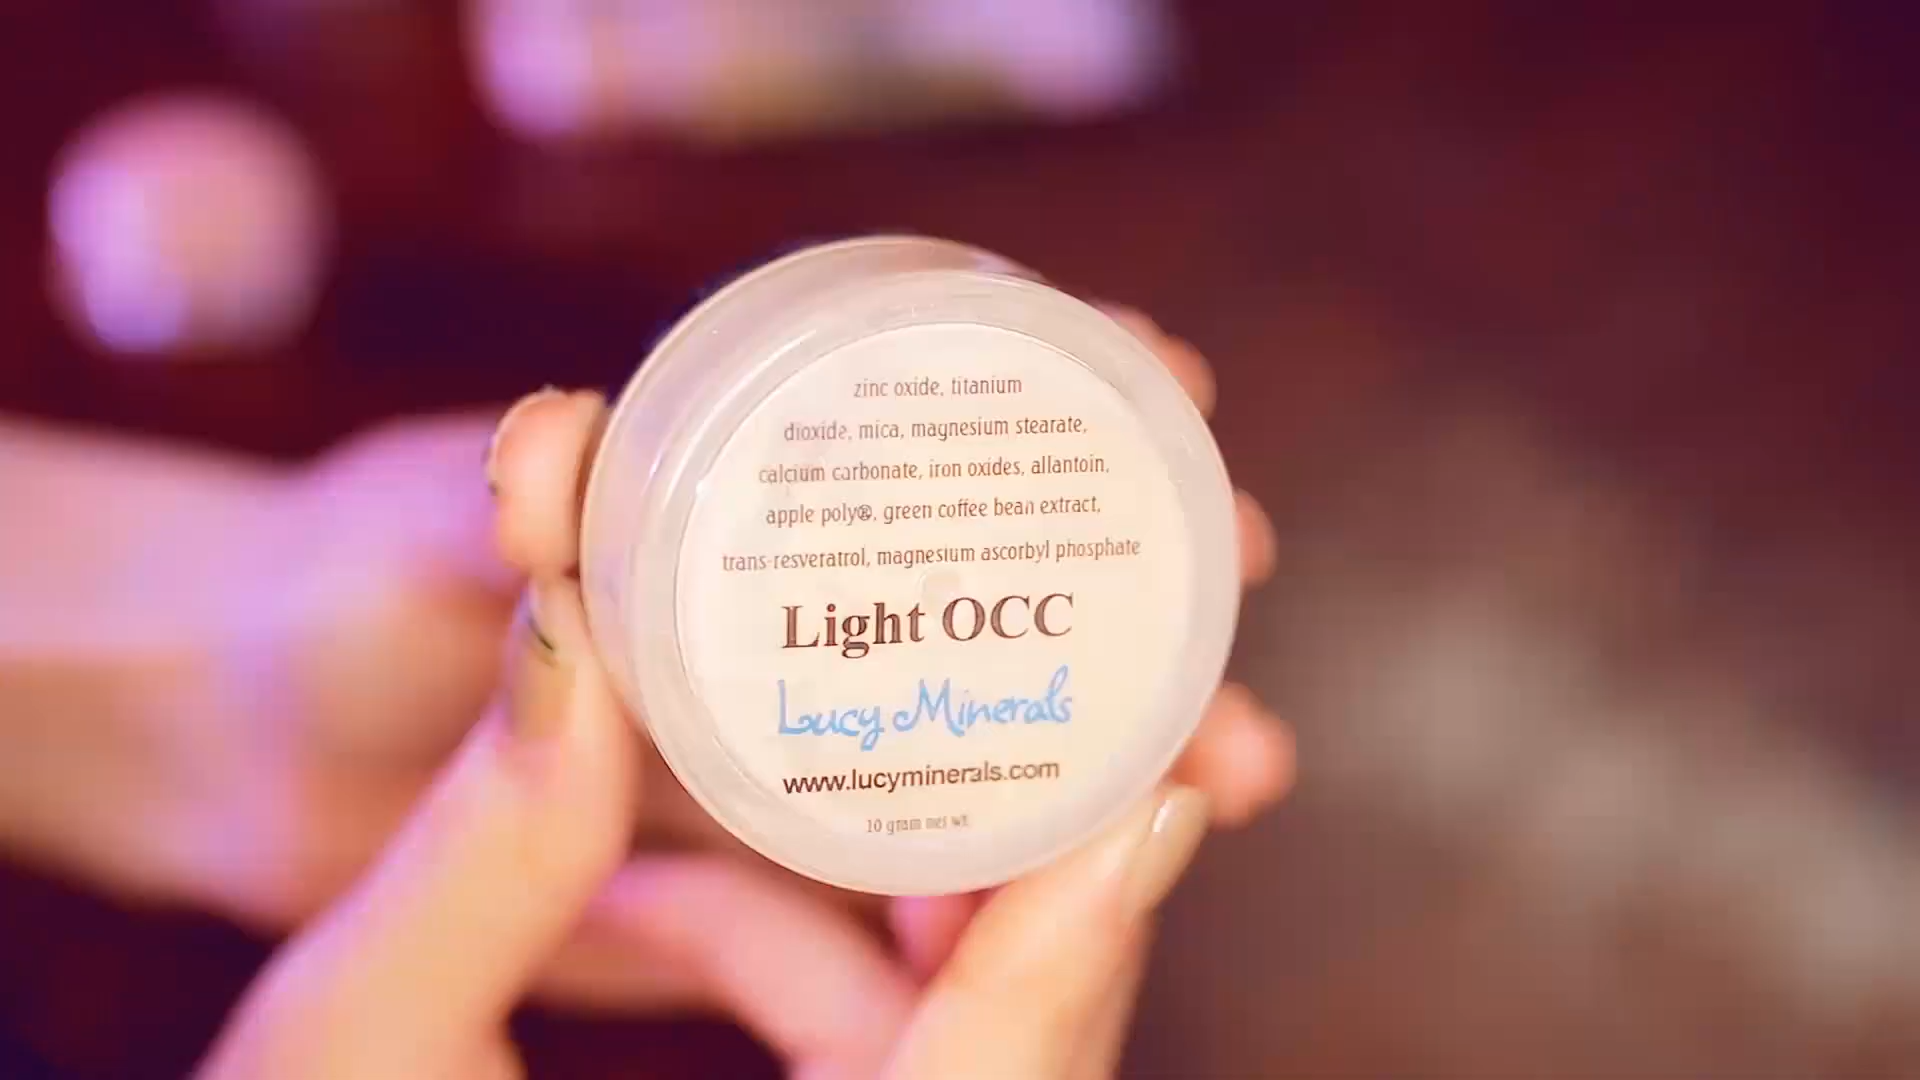 zinc oxide, titanium
dioxide, mica, magnesium stearate,
calcium carbonate, iron oxides, allantoin,
apple poly®, green coffee bean extract,
trans-resveratrol, magnesium ascorbyl phosphate
Light OCC
Lucy Minerals
www.lucyminerals.com
10 gram net wt